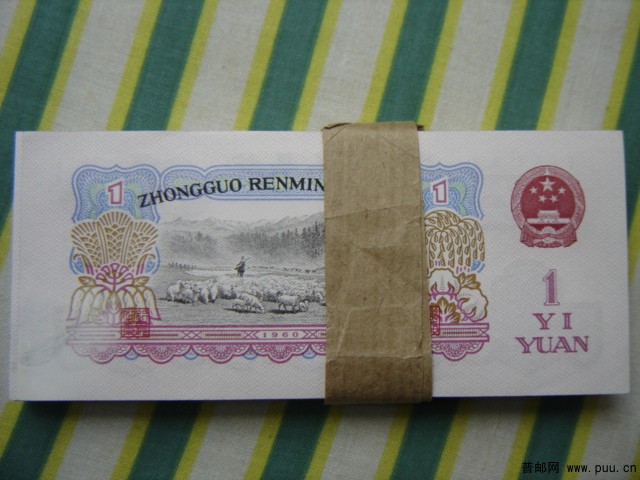 1
ZHONGGUO RENMIN
1
1
YI
YUAN
1960
普邮网 www.puu.cn